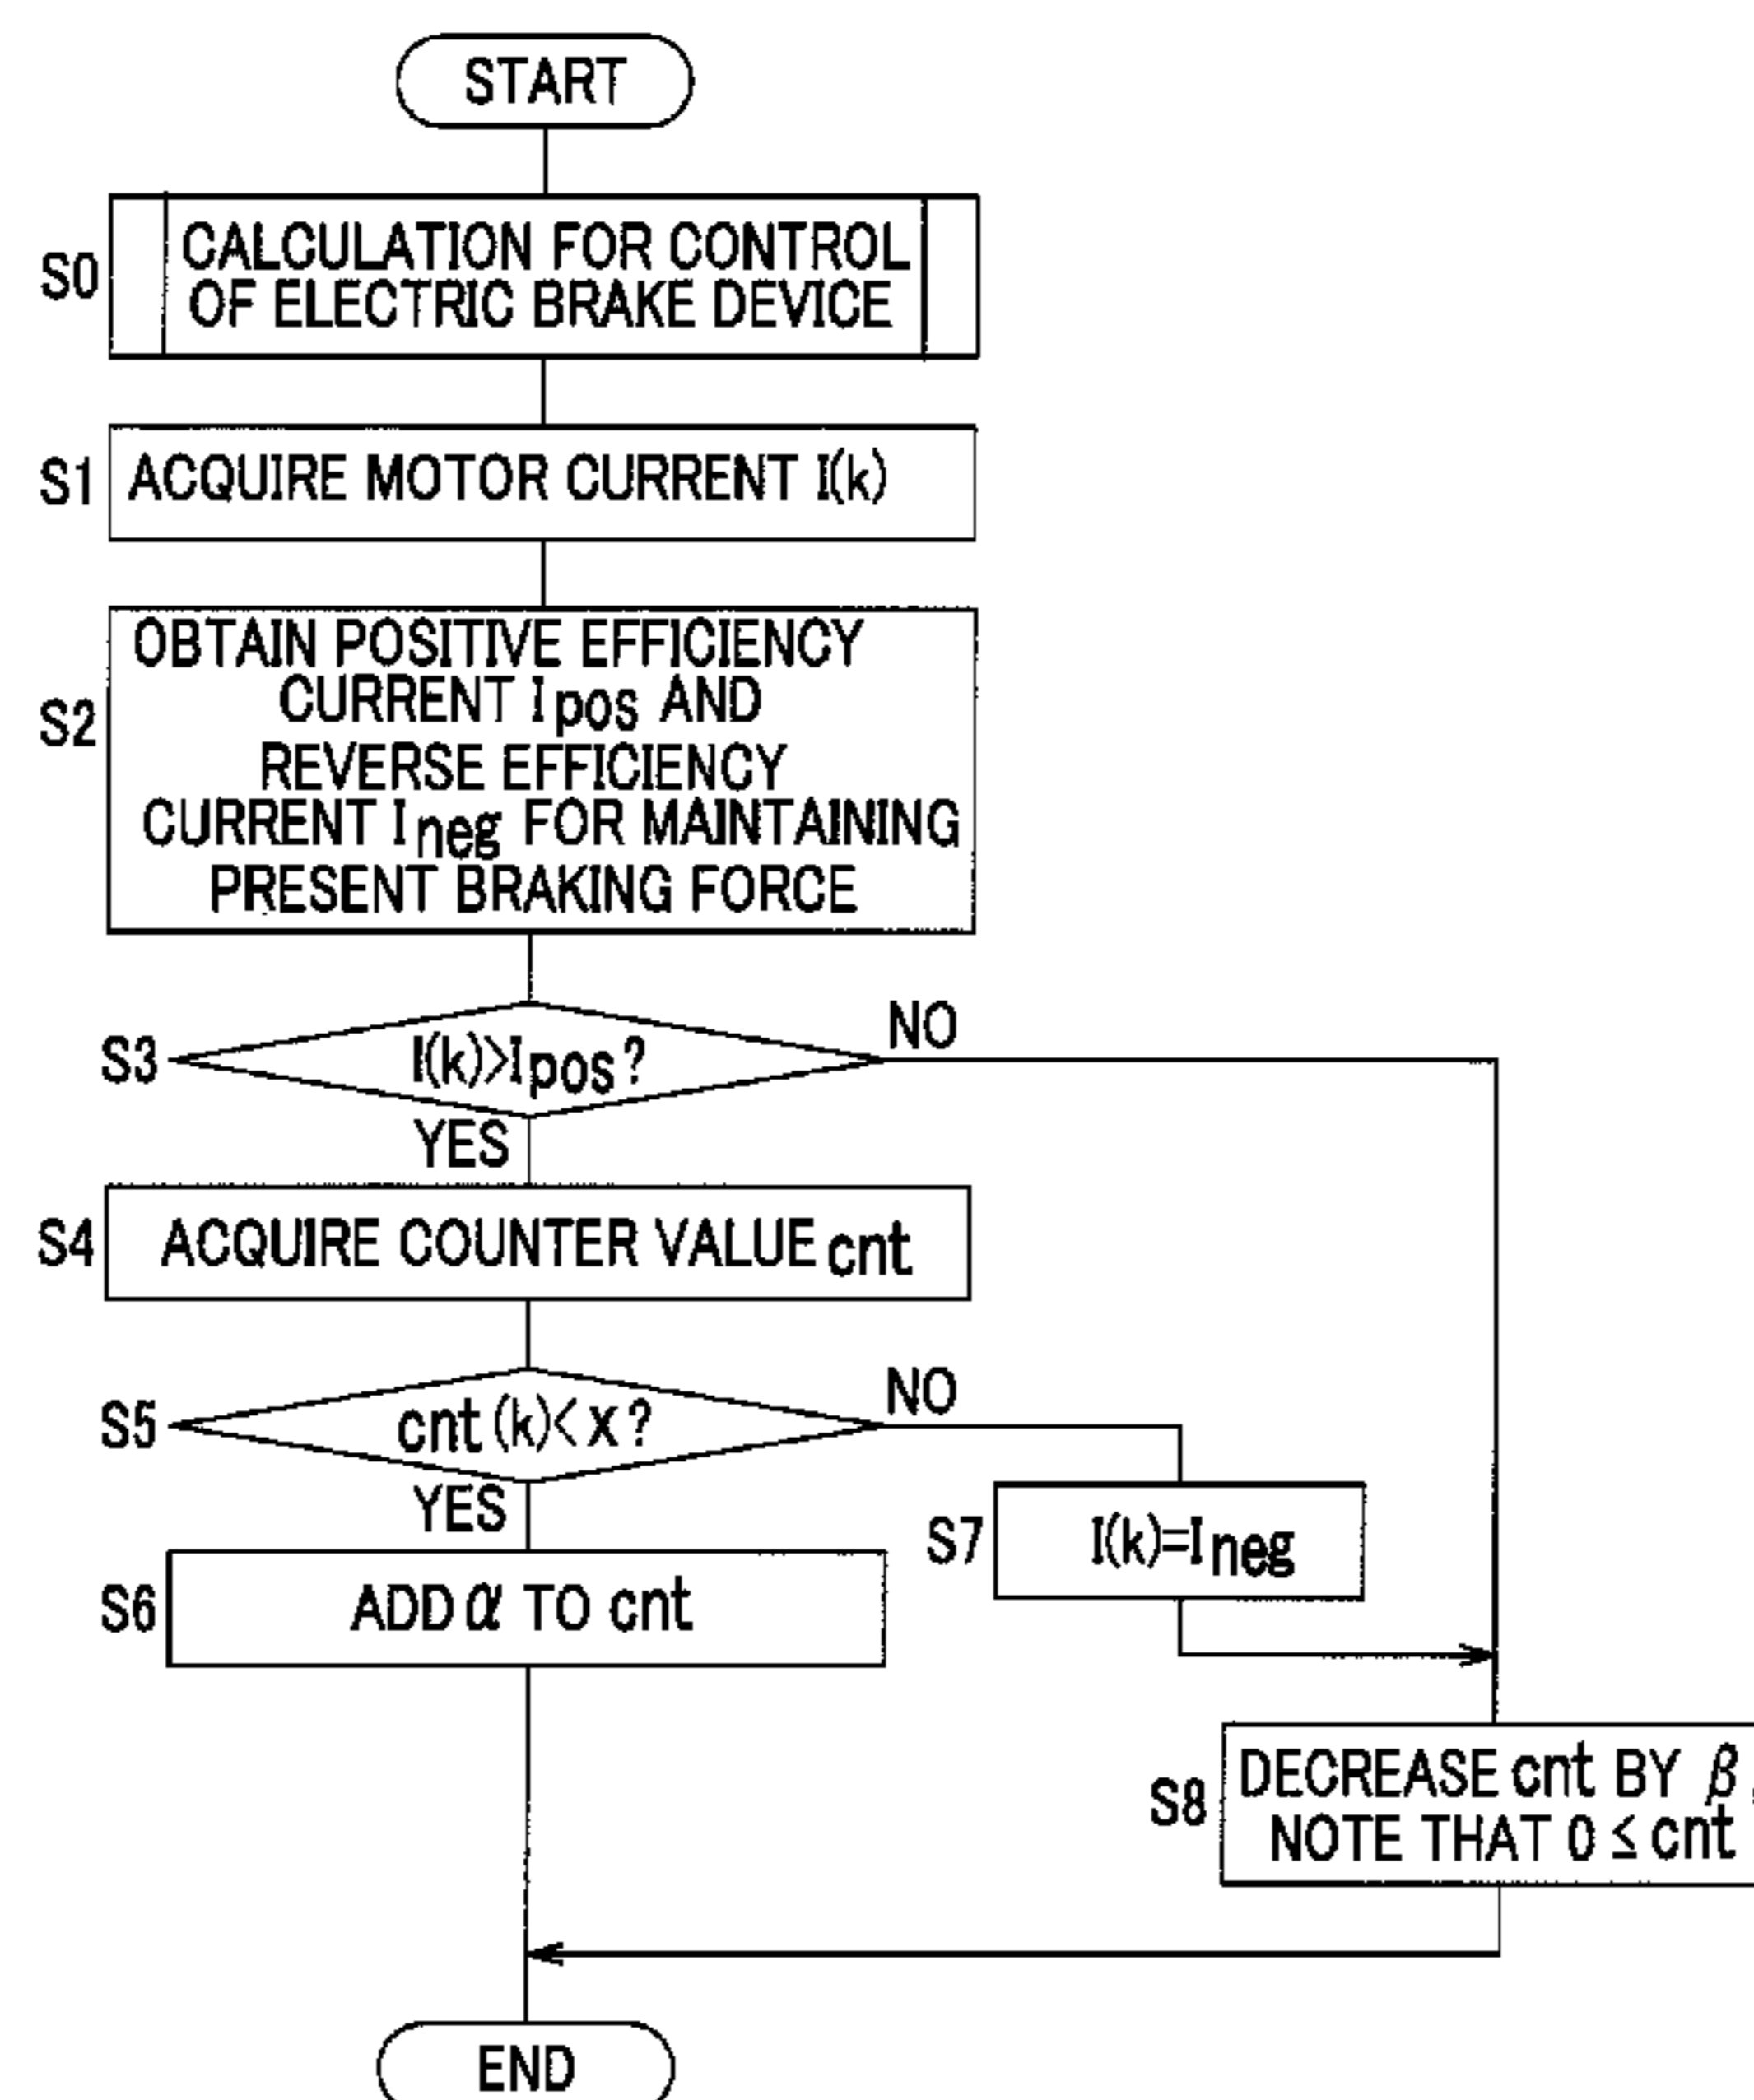 START
S0
CALCULATION FOR CONTROL
OF ELECTRIC BRAKE DEVICE
S1
ACQUIRE MOTOR CURRENT I(k)
S2
OBTAIN POSITIVE EFFICIENCY
CURRENT Ipos AND
REVERSE EFFICIENCY
CURRENT Ineg FOR MAINTAINING
PRESENT BRAKING FORCE
S3
I(k)>Ipos?
NO
YES
S4
ACQUIRE COUNTER VALUE cnt
S5
cnt (k)< x?
NO
YES
S6
ADD α TO cnt
S7
I(k)=Ineg
S8
DECREASE cnt BY β,
NOTE THAT 0 ≤ cnt
END